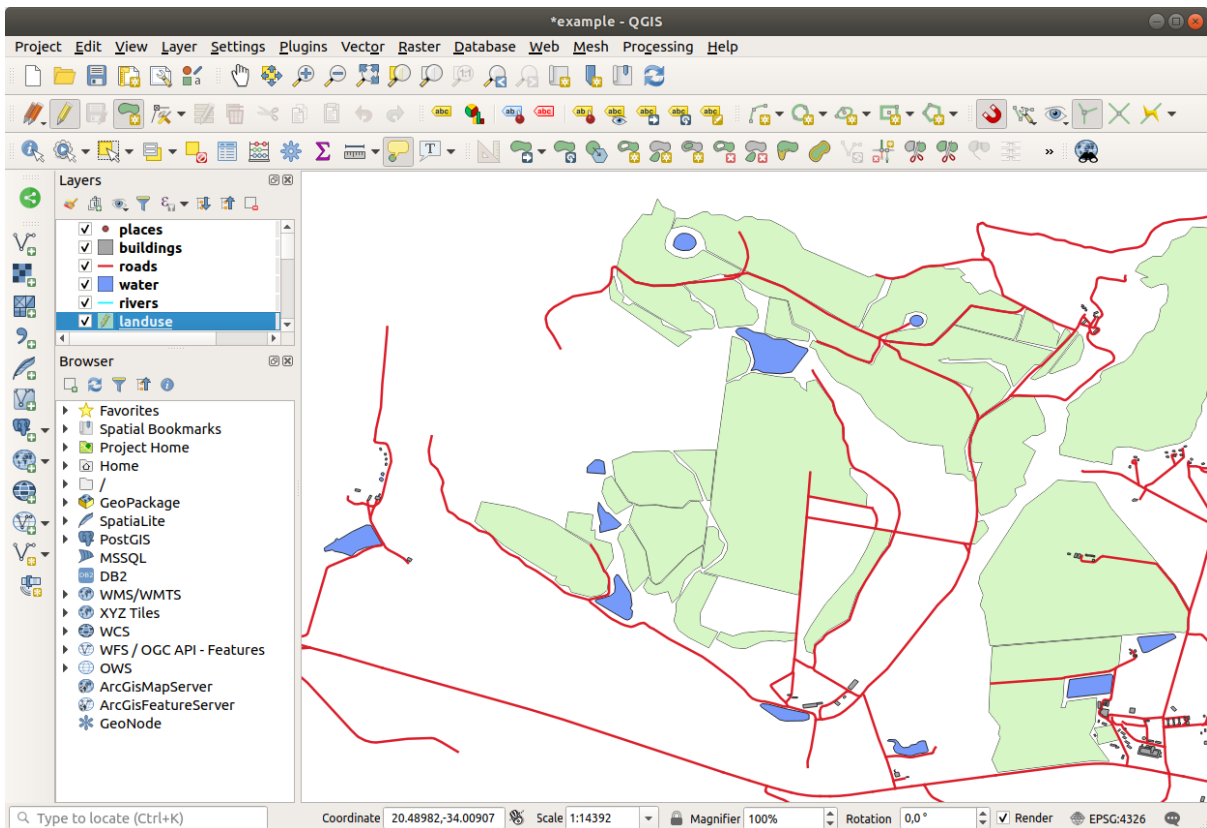 *example - QGIS
Project Edit View Layer Settings Plugins Vector Raster Database Web Mesh Processing Help
Layers
places
buildings
roads
water
rivers
landuse
Browser
Favorites
Spatial Bookmarks
Project Home
Home
/
GeoPackage
SpatiaLite
PostGIS
MSSQL
DB2
WMS/WMTS
XYZ Tiles
WCS
WFS / OGC API - Features
OWS
ArcGisMapServer
ArcGisFeatureServer
GeoNode
Type to locate (Ctrl+K) Coordinate 20.48982,-34.00907 Scale 1:14392 Magnifier 100% Rotation 0,0 ° Render EPSG:4326